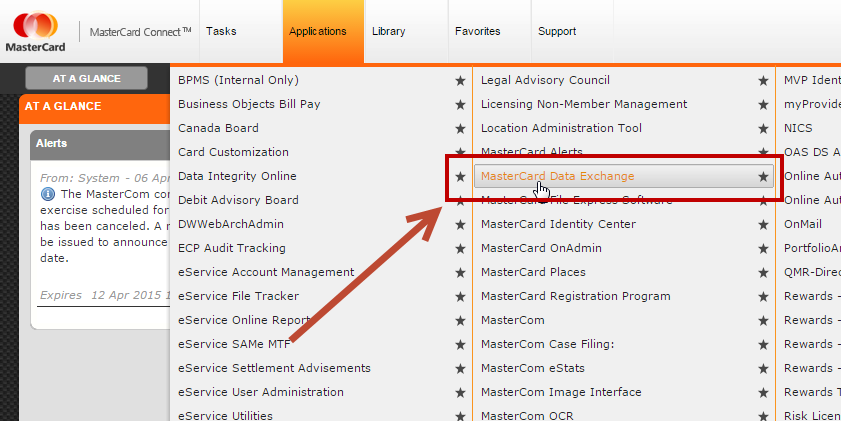 MasterCard
MasterCard Connect™
Tasks
Applications
Library
Favorites
Support
AT A GLANCE
AT A GLANCE
Alerts
From: System - 06 Apr
The MasterCom co
exercise scheduled for
has been canceled. A r
be issued to announce
date.
Expires 12 Apr 2015 1
BPMS (Internal Only)
Business Objects Bill Pay
Canada Board
Card Customization
Data Integrity Online
Debit Advisory Board
DWWebArchAdmin
ECP Audit Tracking
eService Account Management
eService File Tracker
eService Online Reports
eService SAMe MTF
eService Settlement Advisements
eService User Administration
eService Utilities
Legal Advisory Council
Licensing Non-Member Management
Location Administration Tool
MasterCard Alerts
MasterCard Data Exchange
MasterCard File Express Software
MasterCard Identity Center
MasterCard OnAdmin
MasterCard Places
MasterCard Registration Program
MasterCom
MasterCom Case Filing:
MasterCom eStats
MasterCom Image Interface
MasterCom OCR
MVP Ident
myProvide
NICS
OAS DS A
Online Aut
Online Aut
OnMail
PortfolioAn
QMR-Direc
Rewards -
Rewards -
Rewards -
Rewards -
Rewards T
Risk Licen